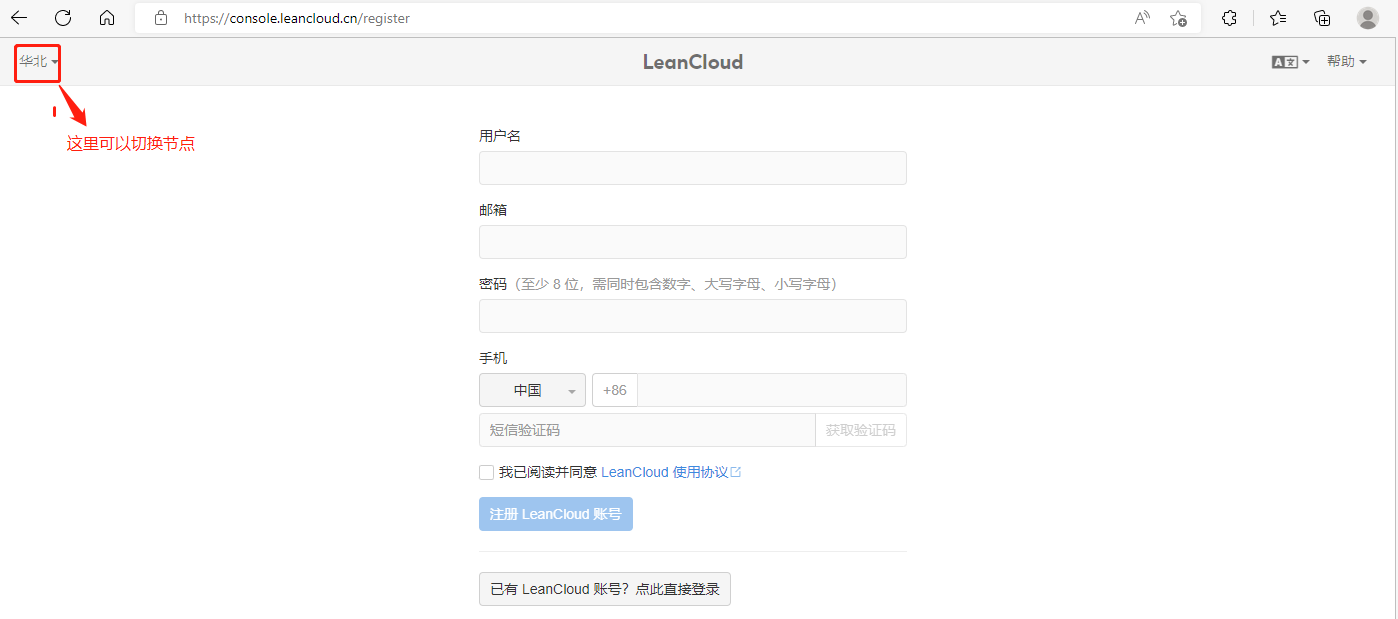 https://console.leancloud.cn/register
华北
LeanCloud
帮助
这里可以切换节点
用户名
邮箱
密码（至少 8 位，需同时包含数字、大写字母、小写字母）
手机
中国 +86
短信验证码 获取验证码
我已阅读并同意 LeanCloud 使用协议
注册 LeanCloud 账号
已有 LeanCloud 账号？点此直接登录